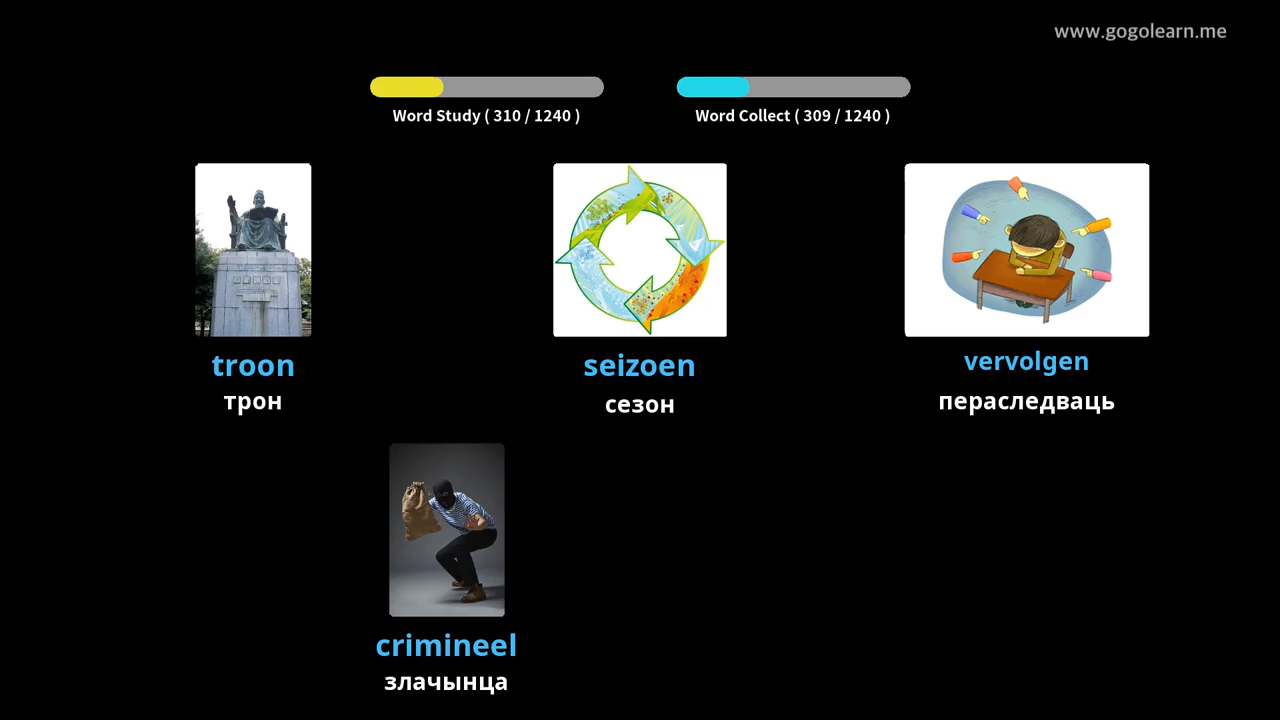 www.gogolearn.me
Word Study ( 310 / 1240 )
Word Collect ( 309 / 1240 )
troon
трон
seizoen
сезон
vervolgen
пераследваць
crimineel
злачынца